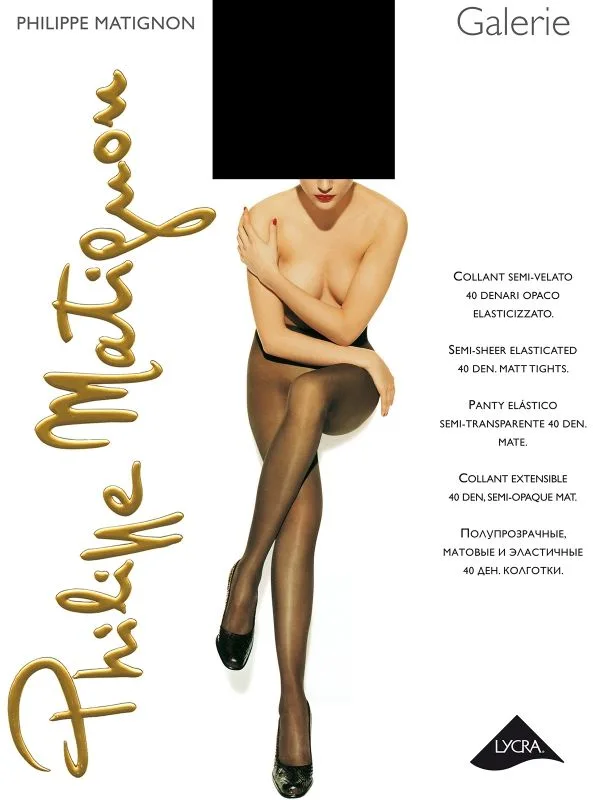 PHILIPPE MATIGNON
Galerie
Philippe Matignon
COLLANT SEMI-VELATO
40 DENARI OPACO
ELASTICIZZATO.
SEMI-SHEER ELASTICATED
40 DEN. MATT TIGHTS.
PANTY ELÁSTICO
SEMI-TRANSPARENTE 40 DEN.
MATE.
COLLANT EXTENSIBLE
40 DEN, SEMI-OPAQUE MAT.
ПОЛУПРОЗРАЧНЫЕ,
МАТОВЫЕ И ЭЛАСТИЧНЫЕ
40 ДЕН. КОЛГОТКИ.
LYCRA®